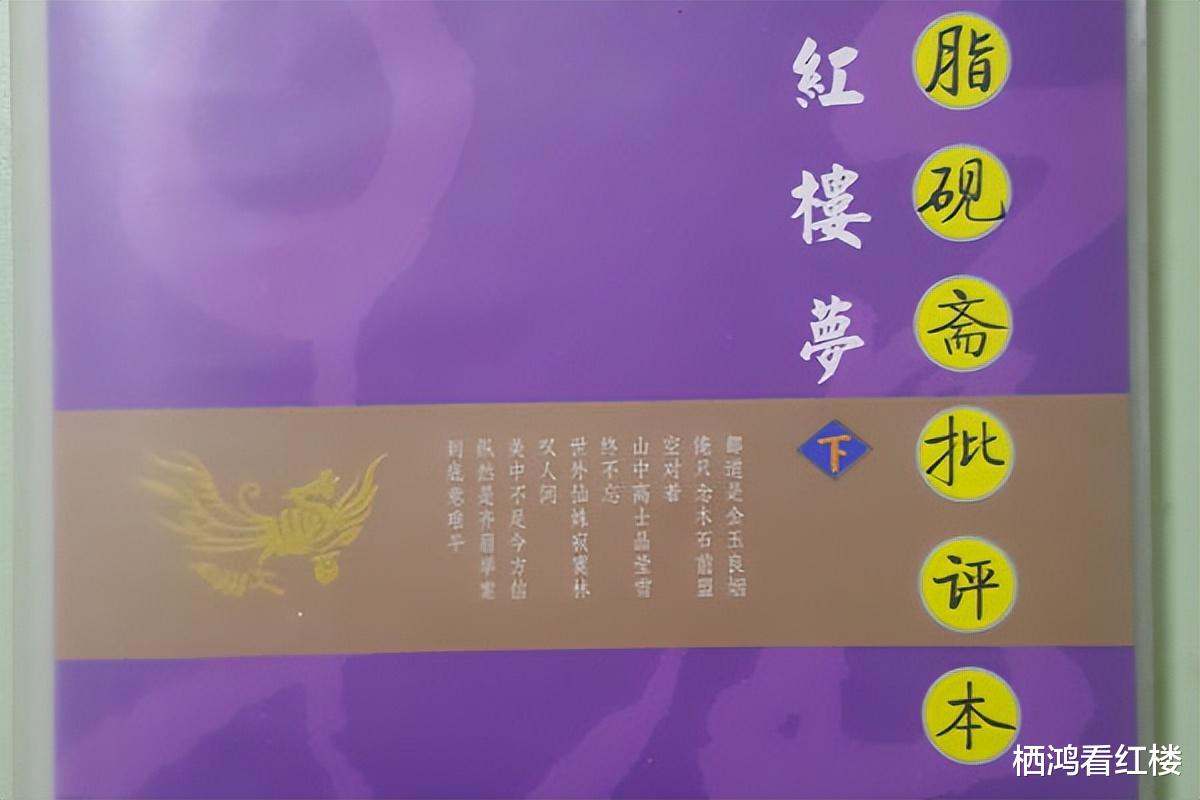 脂砚斋批评本
紅樓夢
下
都道是金玉良姻
俺只念木石前盟
空对着
山中高士晶莹雪
终不忘
世外仙姝寂寞林
叹人间
美中不足今方信
纵然是齐眉举案
到底意难平
栖鸿看红楼